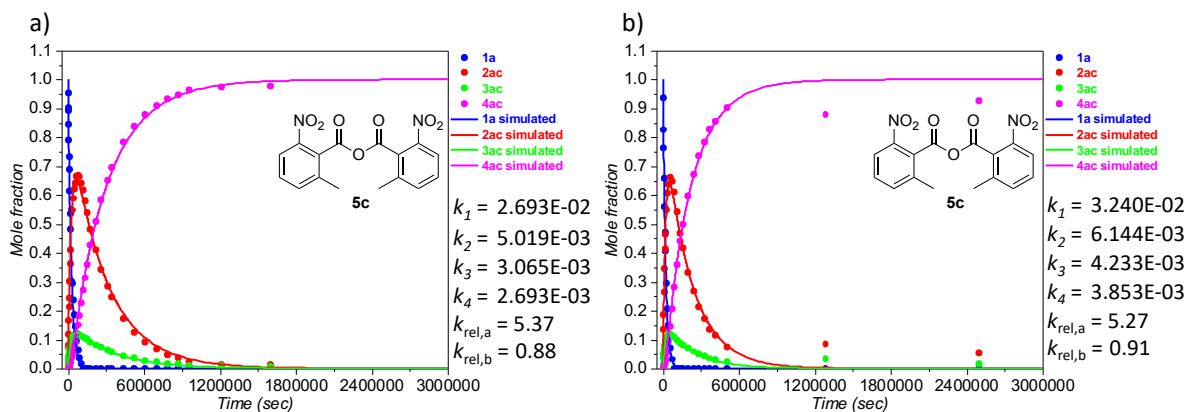 a)
1.1
1.0
0.9
0.8
0.7
0.6
0.5
0.4
0.3
0.2
0.1
0.0
Mole fraction
0 600000 1200000 1800000 2400000 3000000
Time (sec)
1a
2ac
3ac
4ac
1a simulated
2ac simulated
3ac simulated
4ac simulated
NO2 O O NO2
O
5c
k1 = 2.693E-02
k2 = 5.019E-03
k3 = 3.065E-03
k4 = 2.693E-03
krel,a = 5.37
krel,b = 0.88
b)
1.1
1.0
0.9
0.8
0.7
0.6
0.5
0.4
0.3
0.2
0.1
0.0
Mole fraction
0 600000 1200000 1800000 2400000 3000000
Time (sec)
1a
2ac
3ac
4ac
1a simulated
2ac simulated
3ac simulated
4ac simulated
NO2 O O NO2
O
5c
k1 = 3.240E-02
k2 = 6.144E-03
k3 = 4.233E-03
k4 = 3.853E-03
krel,a = 5.27
krel,b = 0.91